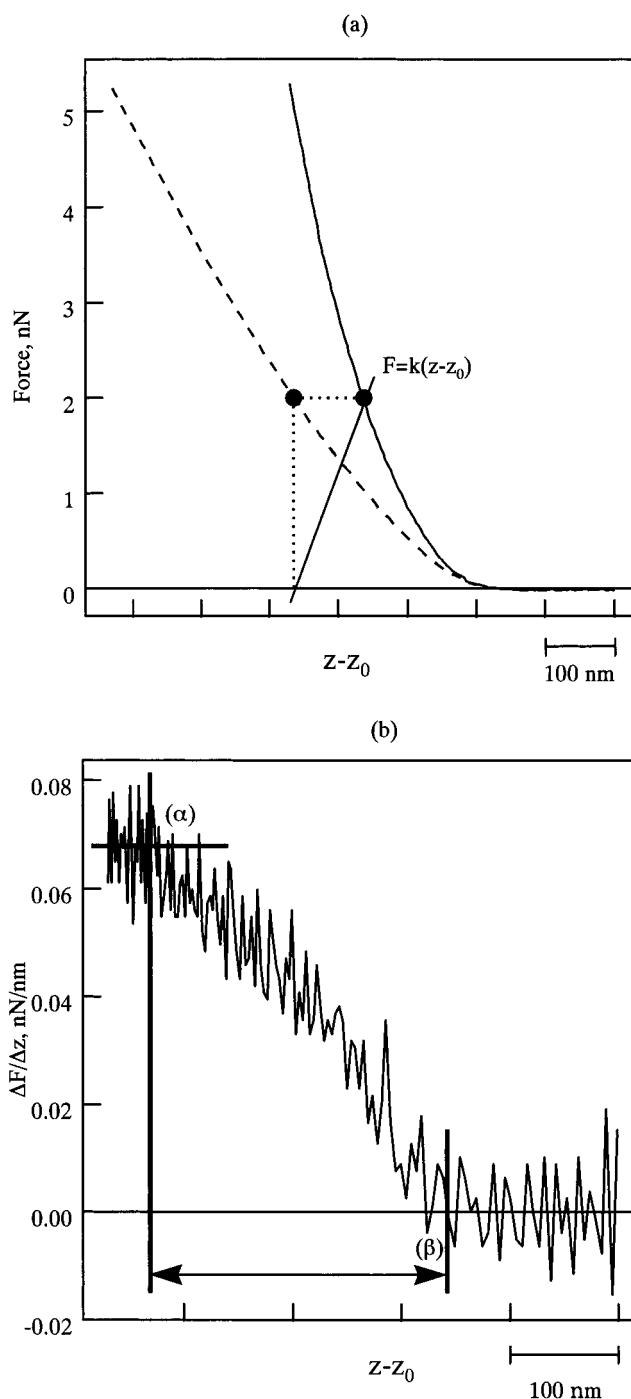 (a)
5
4
3
2
1
0
Force, nN
F=k(z-z₀)
z-z₀
100 nm
(b)
0.08
0.06
0.04
0.02
0.00
-0.02
ΔF/Δz, nN/nm
(α)
(β)
z-z₀
100 nm